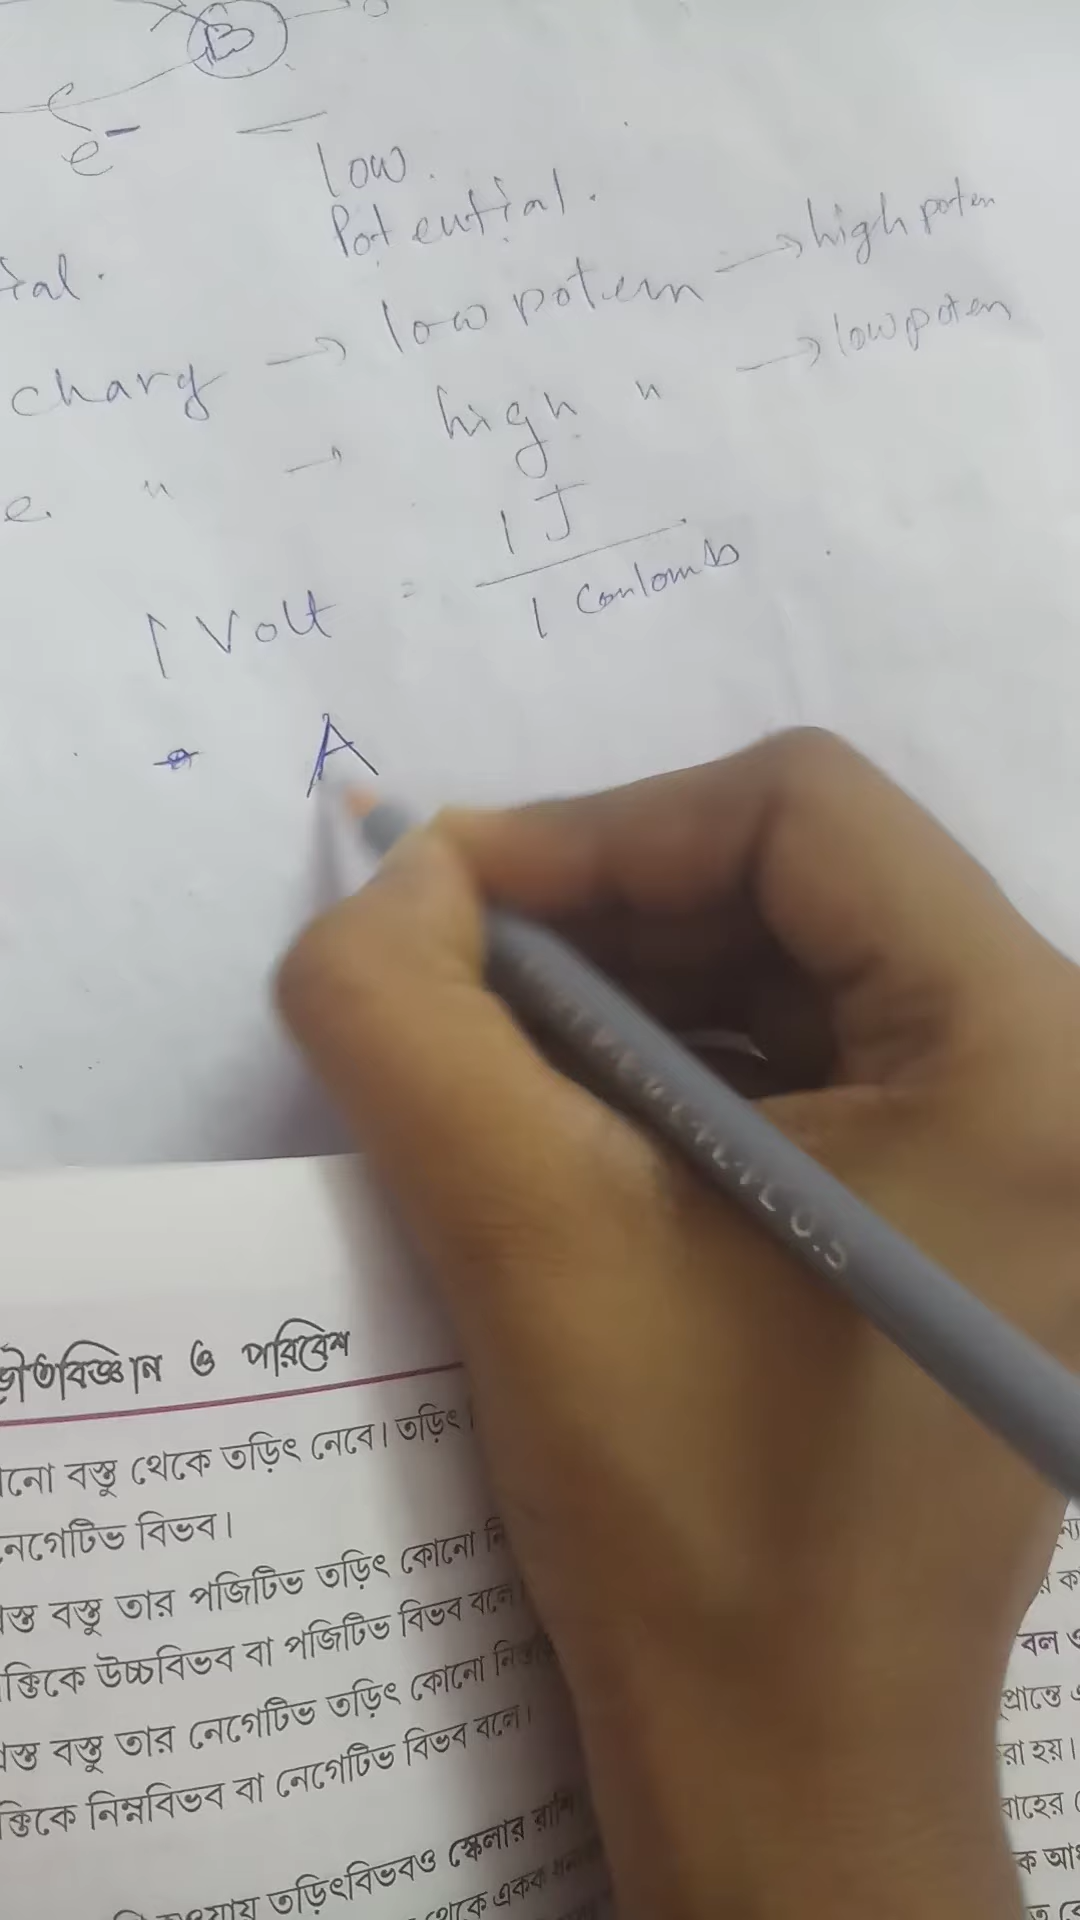 B
e⁻
low.
Potential.
ial.
charg → low potem → high poten
e. " → high " → low poten
1 Volt = 1 J
1 Coulomb
A
ৌতবিজ্ঞান ও পরিবেশ
নো বস্তু থেকে তড়িৎ নেবে। তড়িৎ
নেগেটিভ বিভব।
স্ত বস্তু তার পজিটিভ তড়িৎ কোনো নি
ক্তিকে উচ্চবিভব বা পজিটিভ বিভব বলে
স্ত বস্তু তার নেগেটিভ তড়িৎ কোনো
ক্তিকে নিম্নবিভব বা নেগেটিভ বিভব বলে।
তড়িৎবিভবও স্কেলার রাশি
থেকে একক
বল
প্রান্তে
রা হয়।
বাহের